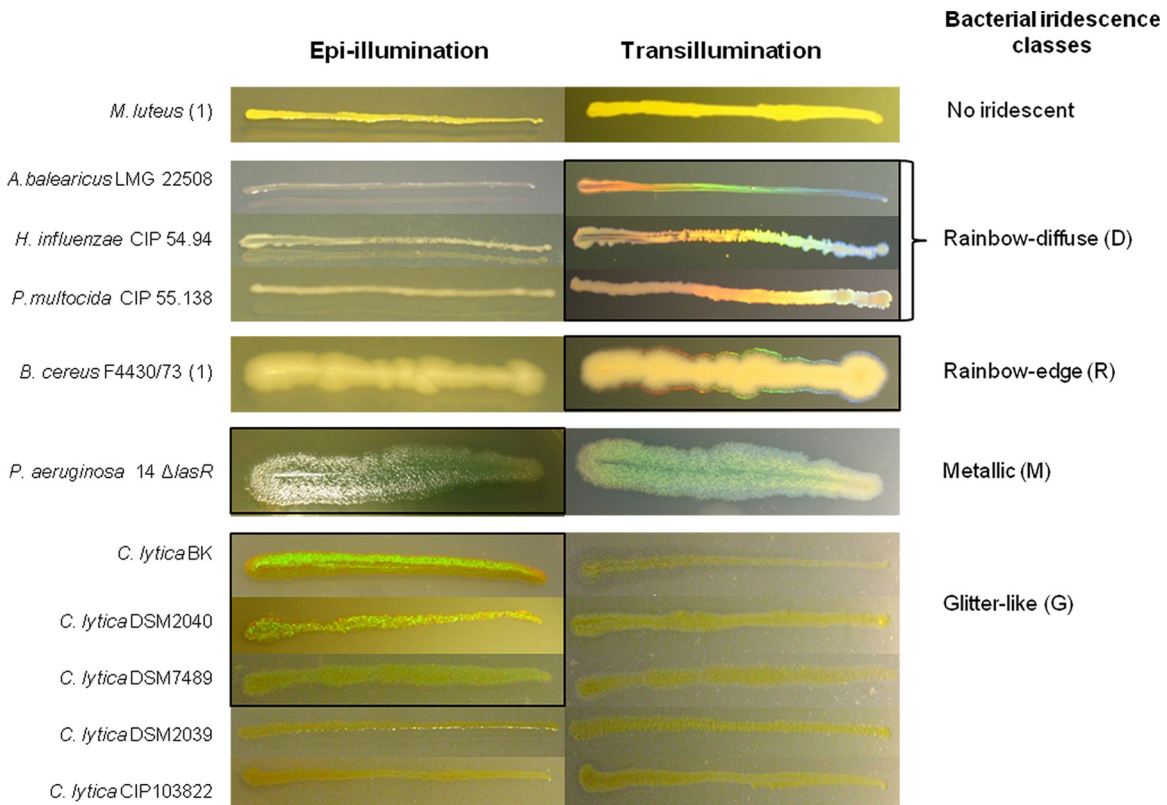 Bacterial iridescence
classes
Epi-illumination Transillumination
M. luteus (1) No iridescent
A.balearicus LMG 22508
H. influenzae CIP 54.94 Rainbow-diffuse (D)
P.multocida CIP 55.138
B. cereus F4430/73 (1) Rainbow-edge (R)
P. aeruginosa 14 ΔlasR Metallic (M)
C. lytica BK
C. lytica DSM2040 Glitter-like (G)
C. lytica DSM7489
C. lytica DSM2039
C. lytica CIP103822